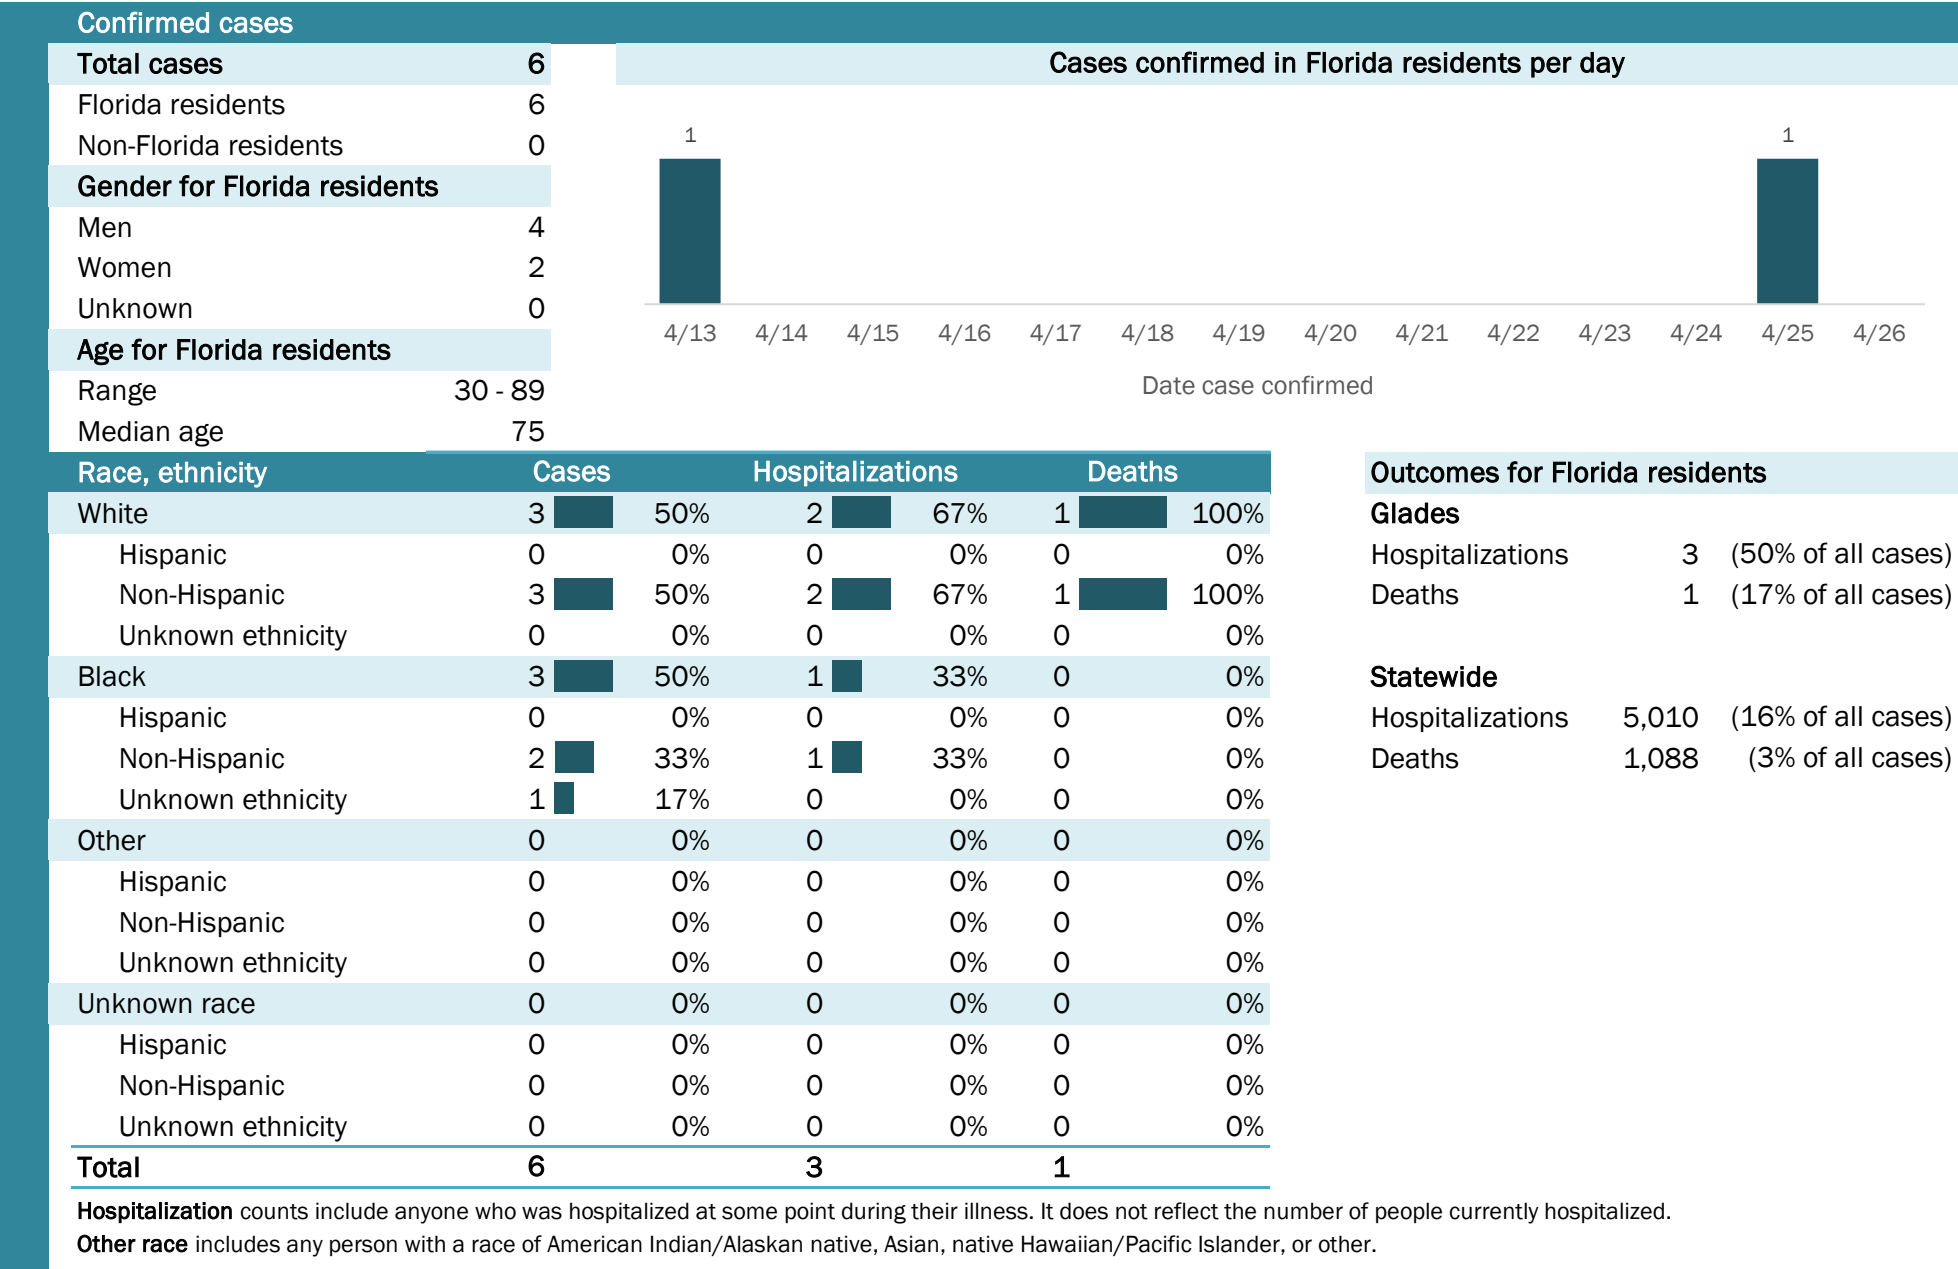 Confirmed cases
Total cases 6
Florida residents 6
Non-Florida residents 0
Gender for Florida residents
Men 4
Women 2
Unknown 0
Age for Florida residents
Range 30 - 89
Median age 75
Cases confirmed in Florida residents per day
1 1
4/13 4/14 4/15 4/16 4/17 4/18 4/19 4/20 4/21 4/22 4/23 4/24 4/25 4/26
Date case confirmed
Race, ethnicity Cases Hospitalizations Deaths
White 3 50% 2 67% 1 100%
Hispanic 0 0% 0 0% 0 0%
Non-Hispanic 3 50% 2 67% 1 100%
Unknown ethnicity 0 0% 0 0% 0 0%
Black 3 50% 1 33% 0 0%
Hispanic 0 0% 0 0% 0 0%
Non-Hispanic 2 33% 1 33% 0 0%
Unknown ethnicity 1 17% 0 0% 0 0%
Other 0 0% 0 0% 0 0%
Hispanic 0 0% 0 0% 0 0%
Non-Hispanic 0 0% 0 0% 0 0%
Unknown ethnicity 0 0% 0 0% 0 0%
Unknown race 0 0% 0 0% 0 0%
Hispanic 0 0% 0 0% 0 0%
Non-Hispanic 0 0% 0 0% 0 0%
Unknown ethnicity 0 0% 0 0% 0 0%
Total 6 3 1
Outcomes for Florida residents
Glades
Hospitalizations 3 (50% of all cases)
Deaths 1 (17% of all cases)
Statewide
Hospitalizations 5,010 (16% of all cases)
Deaths 1,088 (3% of all cases)
Hospitalization counts include anyone who was hospitalized at some point during their illness. It does not reflect the number of people currently hospitalized.
Other race includes any person with a race of American Indian/Alaskan native, Asian, native Hawaiian/Pacific Islander, or other.